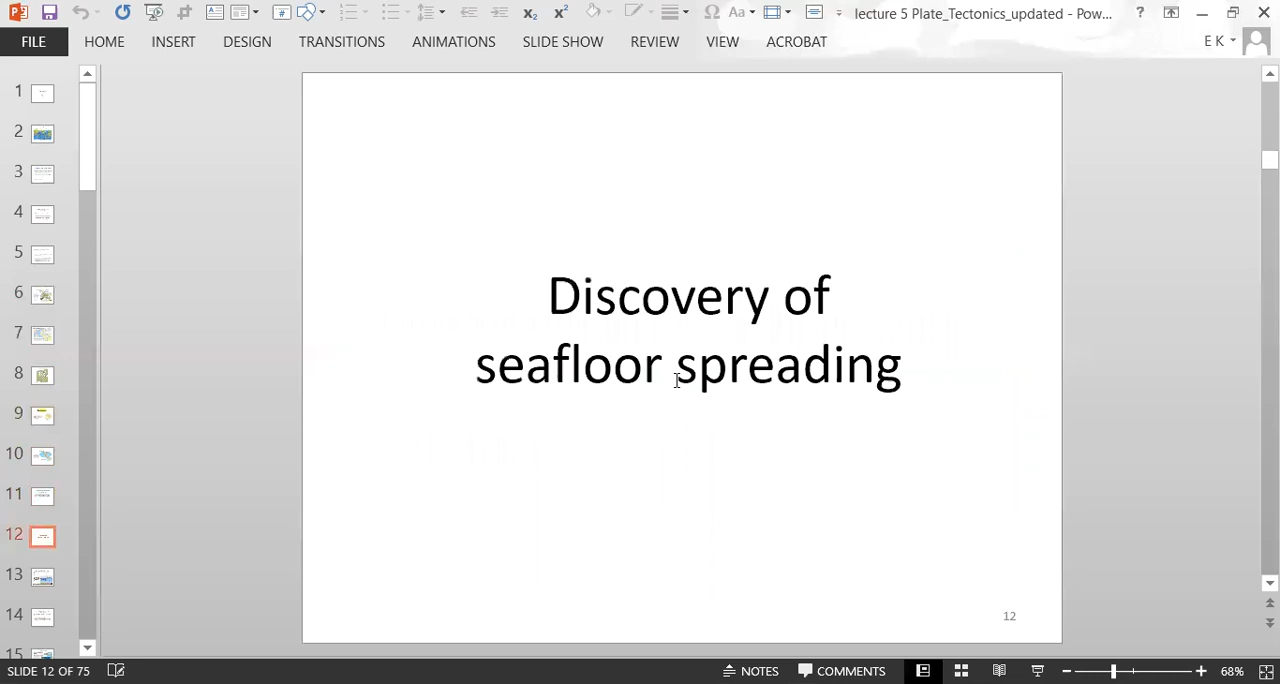 lecture 5 Plate_Tectonics_updated - Pow...
?
FILE
HOME
INSERT
DESIGN
TRANSITIONS
ANIMATIONS
SLIDE SHOW
REVIEW
VIEW
ACROBAT
E K
1
2
3
4
5
6
7
8
9
10
11
12
13
14
15
Discovery of
seafloor spreading
12
SLIDE 12 OF 75
NOTES
COMMENTS
68%